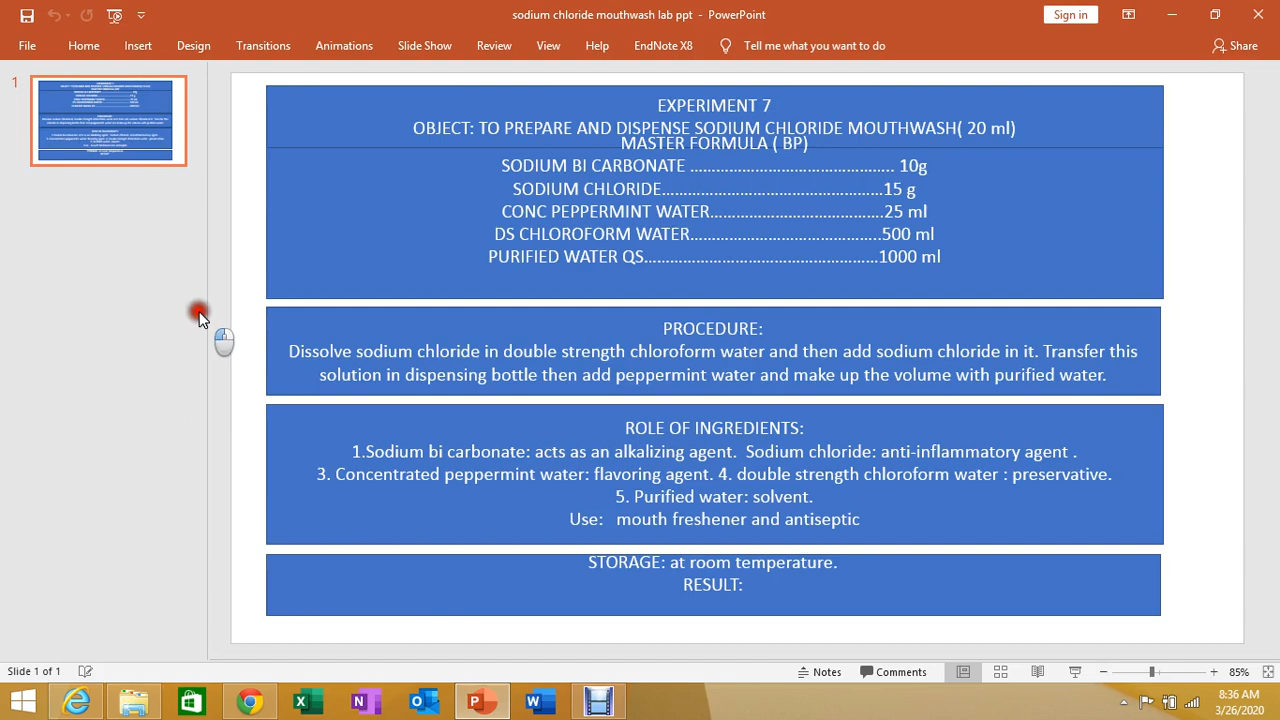 sodium chloride mouthwash lab ppt - PowerPoint
Sign in
File Home Insert Design Transitions Animations Slide Show Review View Help EndNote X8 Tell me what you want to do Share
1
EXPERIMENT 7
OBJECT: TO PREPARE AND DISPENSE SODIUM CHLORIDE MOUTHWASH( 20 ml)
MASTER FORMULA ( BP)
SODIUM BI CARBONATE ……………………………………….. 10g
SODIUM CHLORIDE……………………………………………15 g
CONC PEPPERMINT WATER…………………………………….25 ml
DS CHLOROFORM WATER……………………………………..500 ml
PURIFIED WATER QS………………………………………………1000 ml
PROCEDURE:
Dissolve sodium chloride in double strength chloroform water and then add sodium chloride in it. Transfer this
solution in dispensing bottle then add peppermint water and make up the volume with purified water.
ROLE OF INGREDIENTS:
1.Sodium bi carbonate: acts as an alkalizing agent. Sodium chloride: anti-inflammatory agent .
3. Concentrated peppermint water: flavoring agent. 4. double strength chloroform water : preservative.
5. Purified water: solvent.
Use: mouth freshener and antiseptic
STORAGE: at room temperature.
RESULT:
Slide 1 of 1 Notes Comments 85%
8:36 AM
3/26/2020